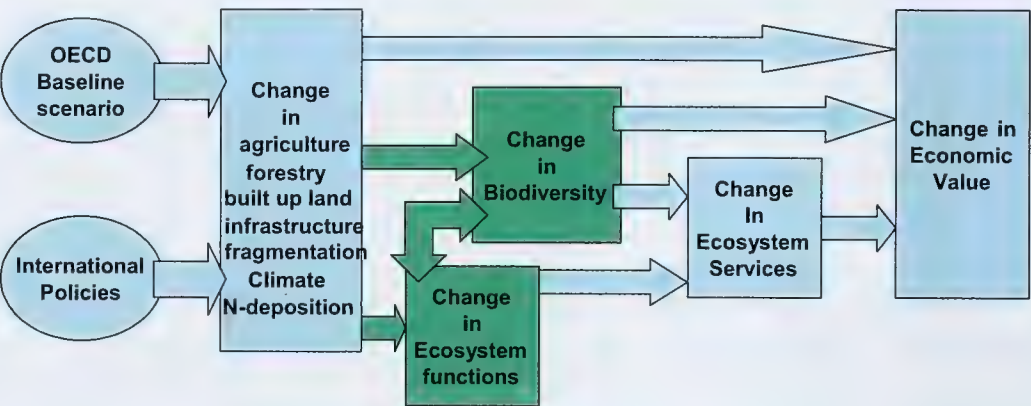 OECD
Baseline
scenario
International
Policies
Change
in
agriculture
forestry
built up land
infrastructure
fragmentation
Climate
N-deposition
Change
in
Biodiversity
Change
in
Ecosystem
functions
Change
In
Ecosystem
Services
Change in
Economic
Value